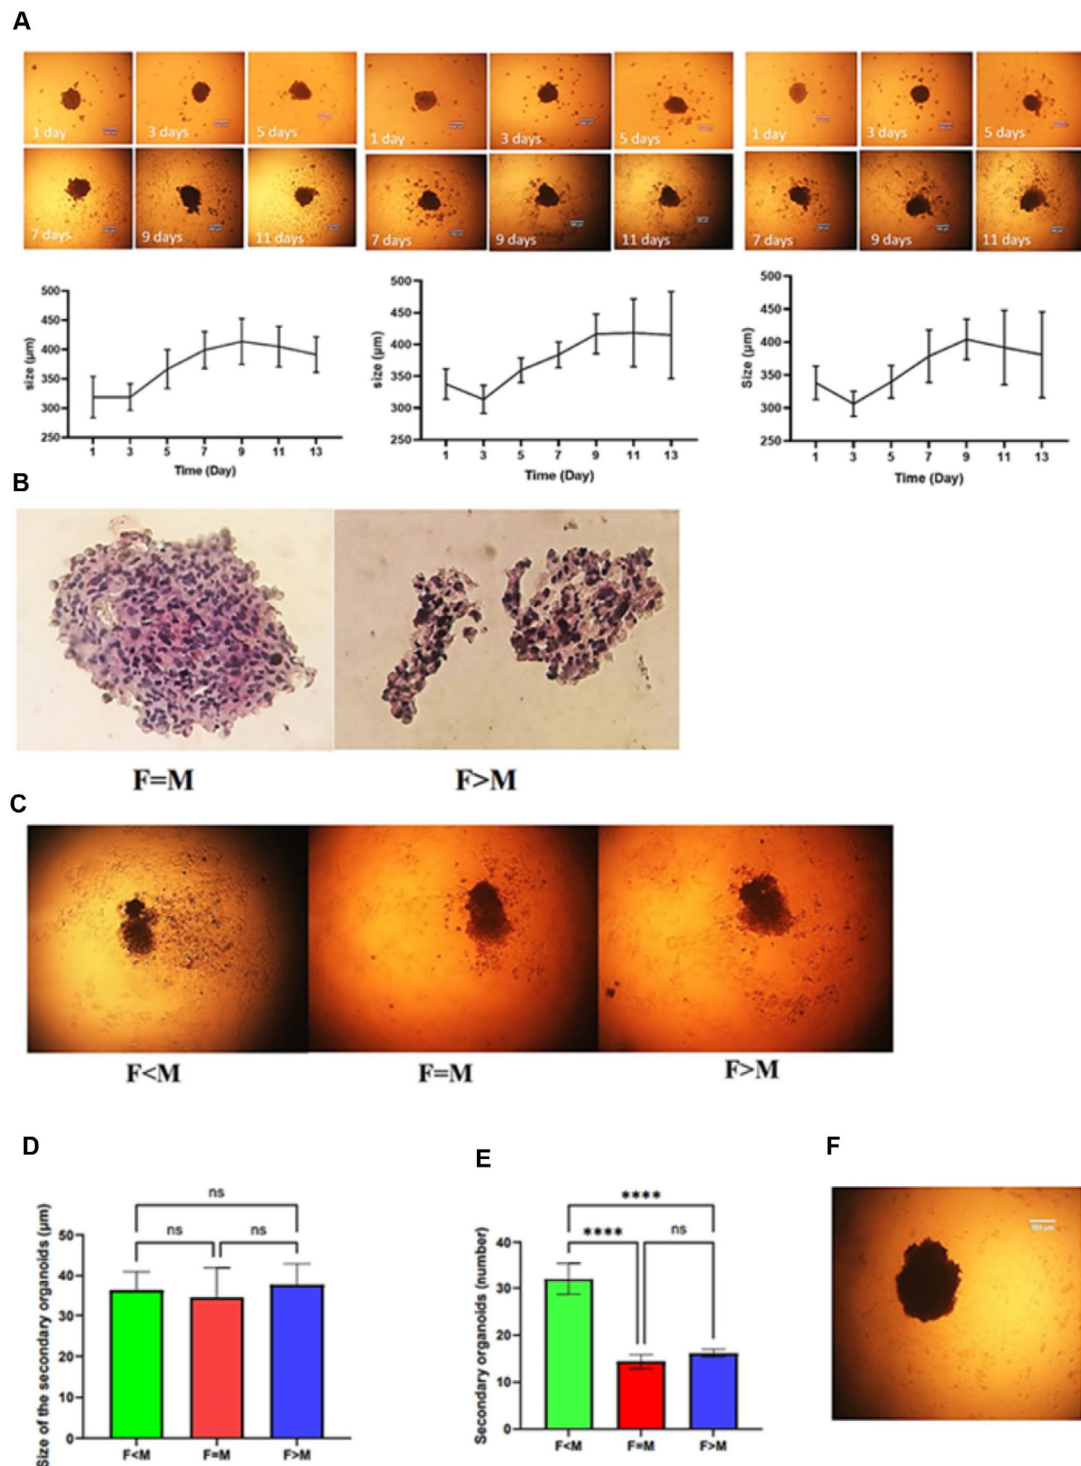 A
1 day 3 days 5 days 1 day 3 days 5 days 1 day 3 days 5 days
7 days 9 days 11 days 7 days 9 days 11 days 7 days 9 days 11 days
size (µm)
500
450
400
350
300
250
1 3 5 7 9 11 13
Time (Day)
size (µm)
500
450
400
350
300
250
1 3 5 7 9 11 13
Time (Day)
Size (µm)
500
450
400
350
300
250
1 3 5 7 9 11 13
Time (Day)
B
F=M F>M
C
F<M F=M F>M
D
Size of the secondary organoids (µm)
ns
ns ns
50
40
30
20
10
0
F<M F=M F>M
E
Secondary organoids (number)
****
**** ns
40
30
20
10
0
F<M F=M F>M
F